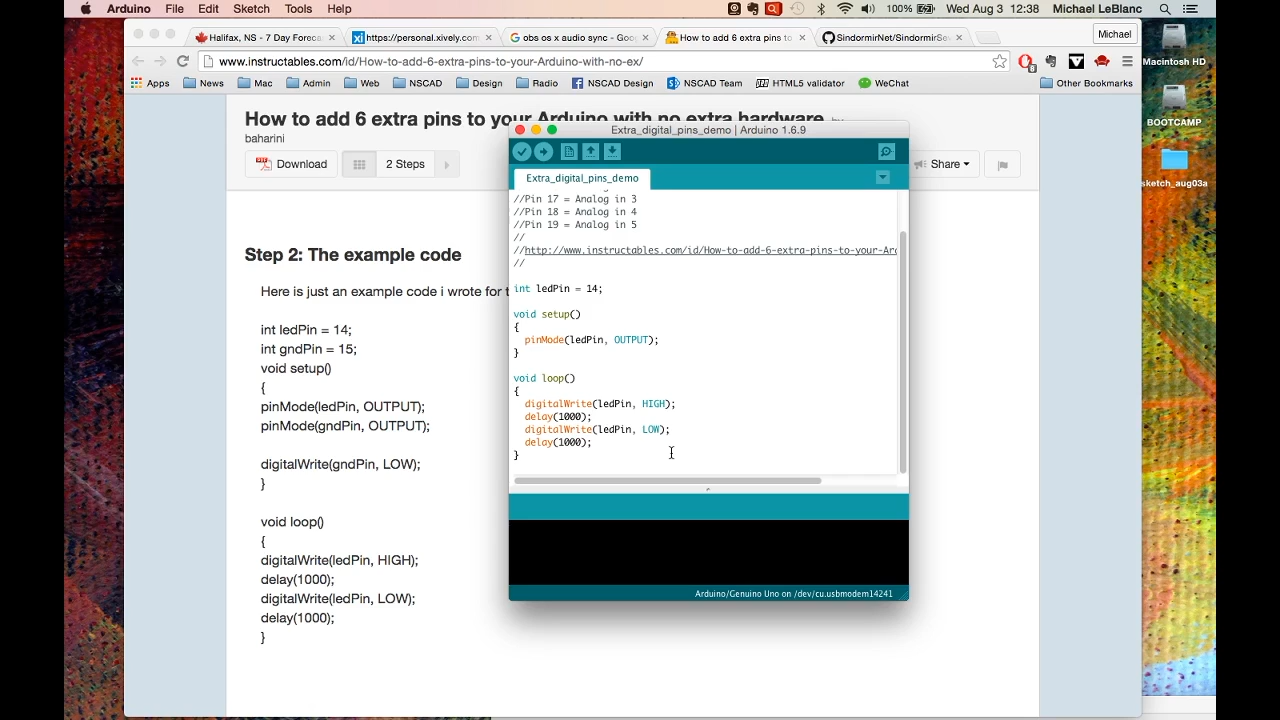 Arduino File Edit Sketch Tools Help 100% Wed Aug 3 12:38 Michael LeBlanc
Halifax, NS - 7 Day Foreca
https://personal.psyely.ed
gobs osx audio sync - Go
How to add 6 extra pins to
SindormirNet/SindormirSe
Michael
www.instructables.com/id/How-to-add-6-extra-pins-to-your-Arduino-with-no-ex/
Apps News Mac Admin Web NSCAD Design Radio NSCAD Design NSCAD Team HTML5 validator WeChat Other Bookmarks
Macintosh HD
BOOTCAMP
sketch_aug03a
How to add 6 extra pins to your Arduino with no extra hardware by
baharini
Download 2 Steps Share
Step 2: The example code
Here is just an example code i wrote for t
int ledPin = 14;
int gndPin = 15;
void setup()
{
pinMode(ledPin, OUTPUT);
pinMode(gndPin, OUTPUT);
digitalWrite(gndPin, LOW);
}
void loop()
{
digitalWrite(ledPin, HIGH);
delay(1000);
digitalWrite(ledPin, LOW);
delay(1000);
}
Extra_digital_pins_demo | Arduino 1.6.9
Extra_digital_pins_demo
//Pin 17 = Analog in 3
//Pin 18 = Analog in 4
//Pin 19 = Analog in 5
//
//http://www.instructables.com/id/How-to-add-6-extra-pins-to-your-Ard
//
int ledPin = 14;
void setup()
{
pinMode(ledPin, OUTPUT);
}
void loop()
{
digitalWrite(ledPin, HIGH);
delay(1000);
digitalWrite(ledPin, LOW);
delay(1000);
}
Arduino/Genuino Uno on /dev/cu.usbmodem14241